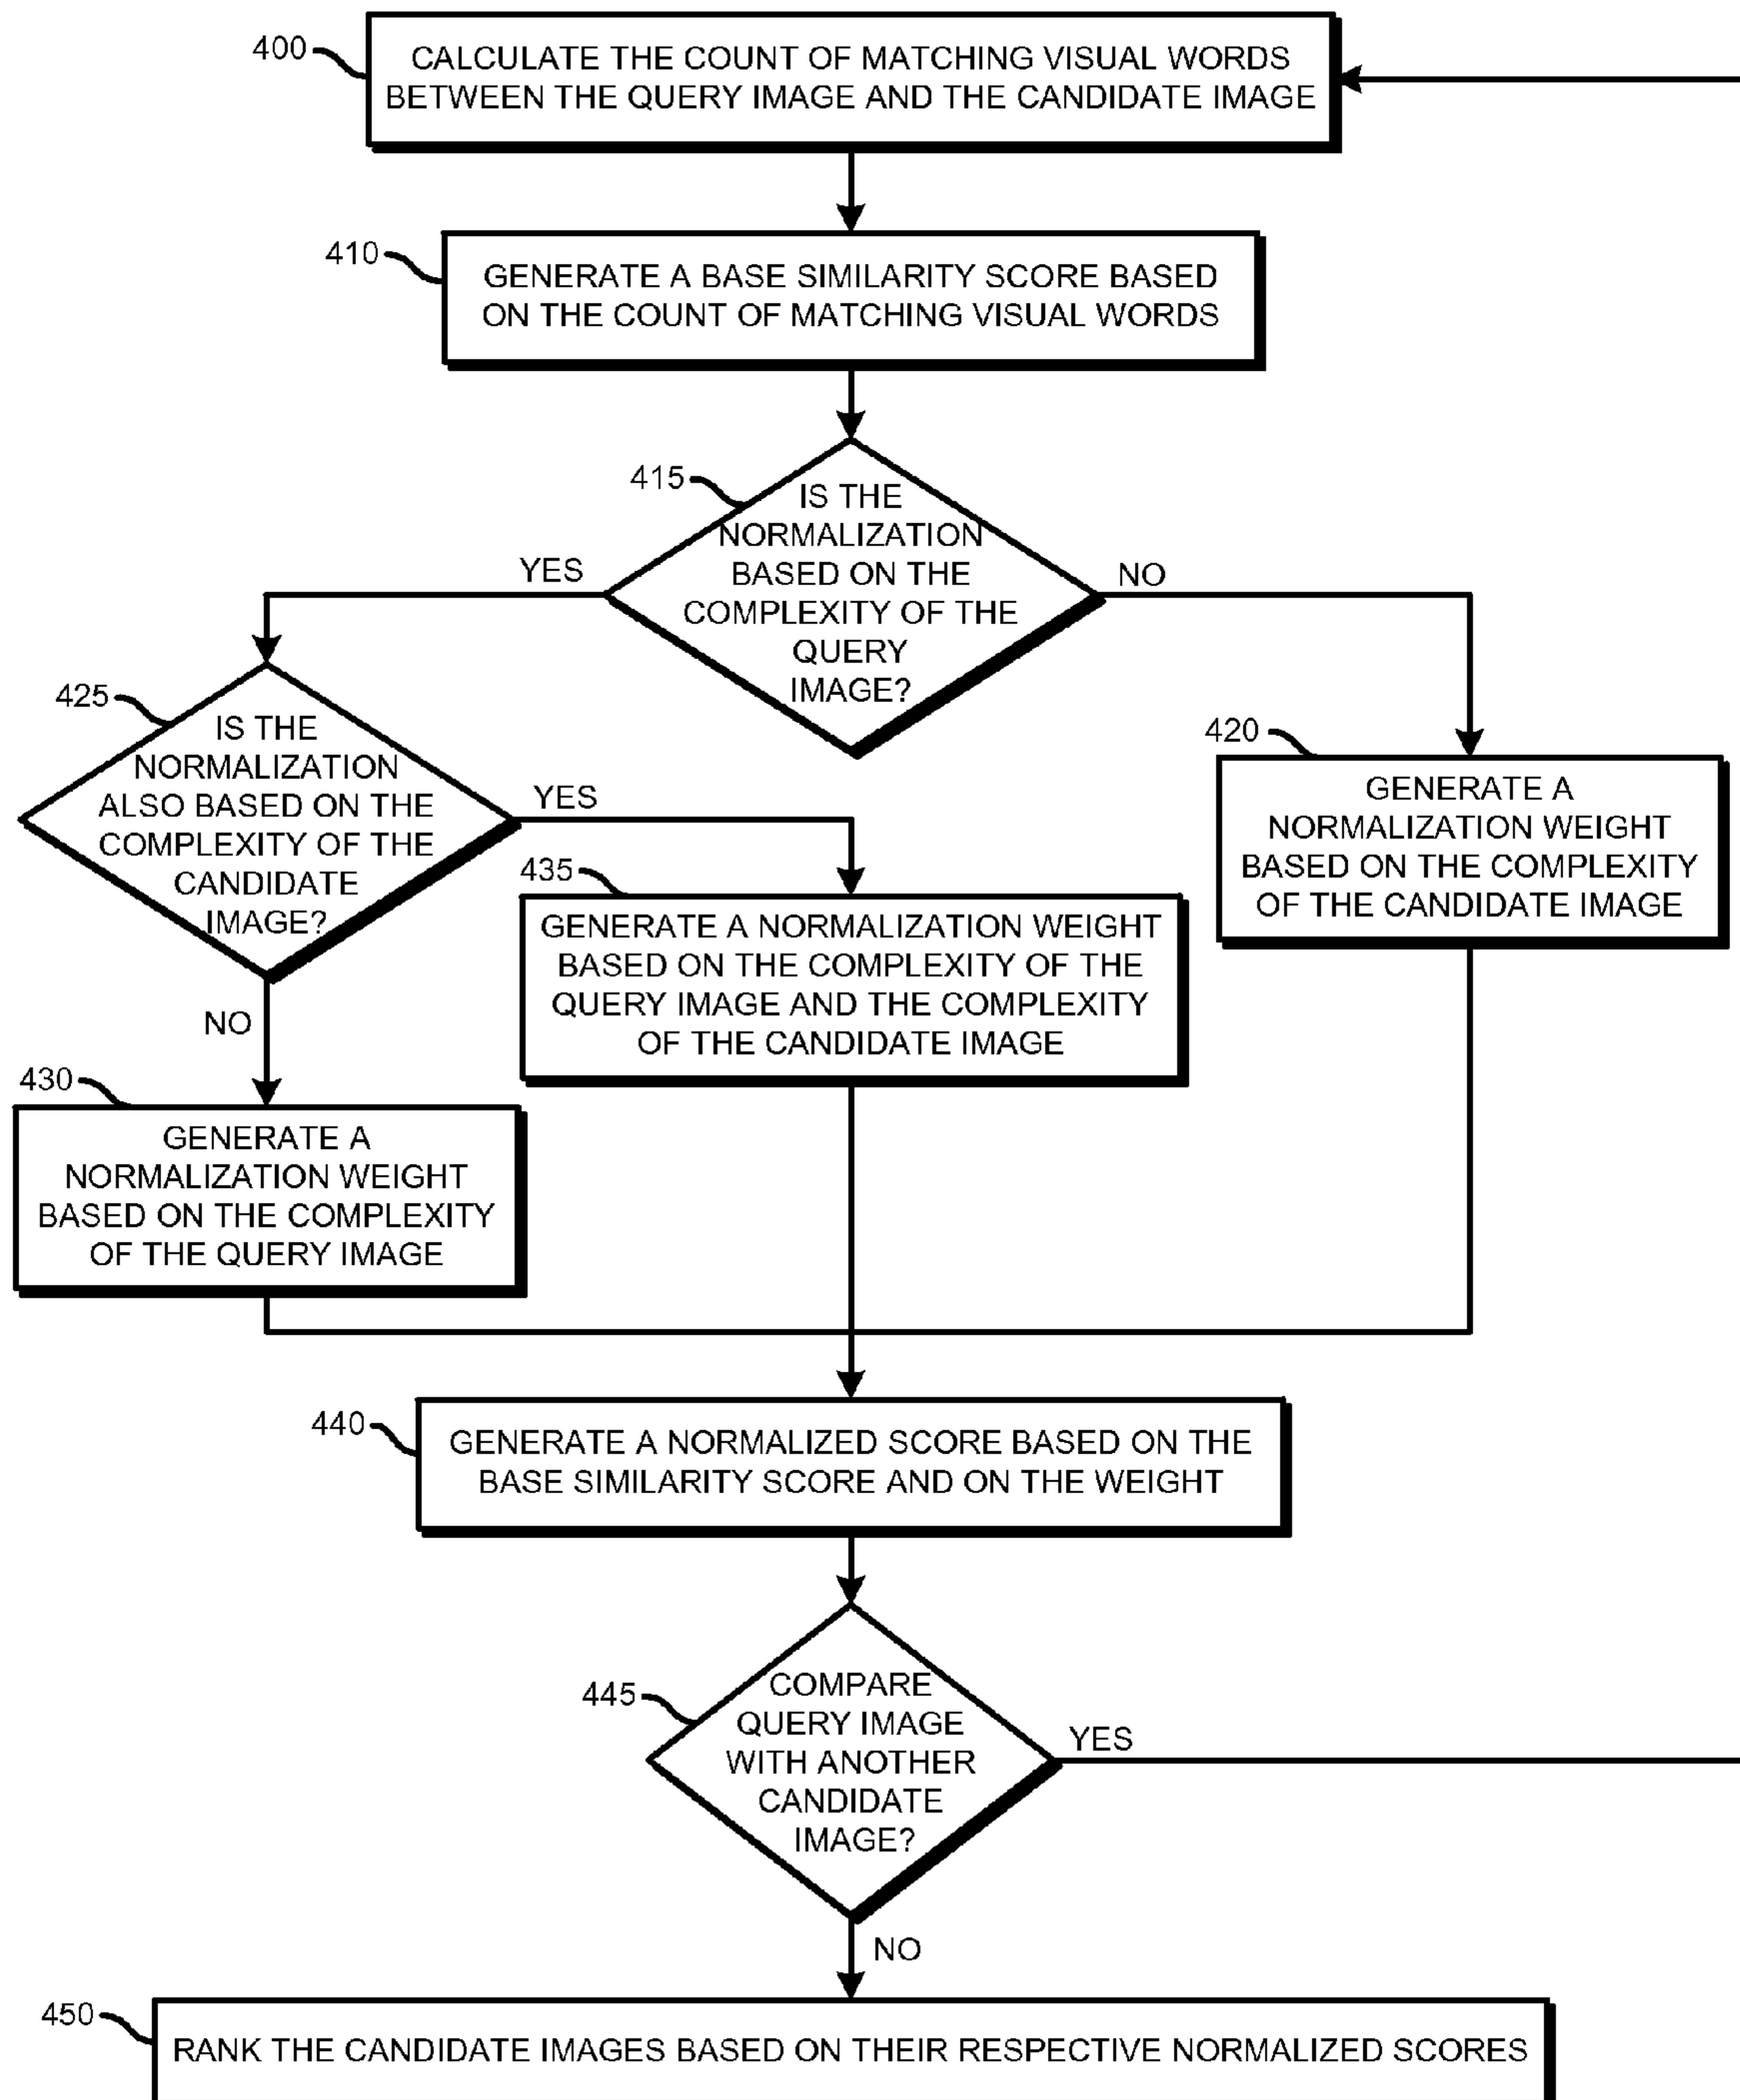 400
CALCULATE THE COUNT OF MATCHING VISUAL WORDS
BETWEEN THE QUERY IMAGE AND THE CANDIDATE IMAGE
410
GENERATE A BASE SIMILARITY SCORE BASED
ON THE COUNT OF MATCHING VISUAL WORDS
415
IS THE
NORMALIZATION
BASED ON THE
COMPLEXITY OF THE
QUERY
IMAGE?
YES
NO
425
IS THE
NORMALIZATION
ALSO BASED ON THE
COMPLEXITY OF THE
CANDIDATE
IMAGE?
YES
NO
420
GENERATE A
NORMALIZATION WEIGHT
BASED ON THE COMPLEXITY
OF THE CANDIDATE IMAGE
435
GENERATE A NORMALIZATION WEIGHT
BASED ON THE COMPLEXITY OF THE
QUERY IMAGE AND THE COMPLEXITY
OF THE CANDIDATE IMAGE
430
GENERATE A
NORMALIZATION WEIGHT
BASED ON THE COMPLEXITY
OF THE QUERY IMAGE
440
GENERATE A NORMALIZED SCORE BASED ON THE
BASE SIMILARITY SCORE AND ON THE WEIGHT
445
COMPARE
QUERY IMAGE
WITH ANOTHER
CANDIDATE
IMAGE?
YES
NO
450
RANK THE CANDIDATE IMAGES BASED ON THEIR RESPECTIVE NORMALIZED SCORES